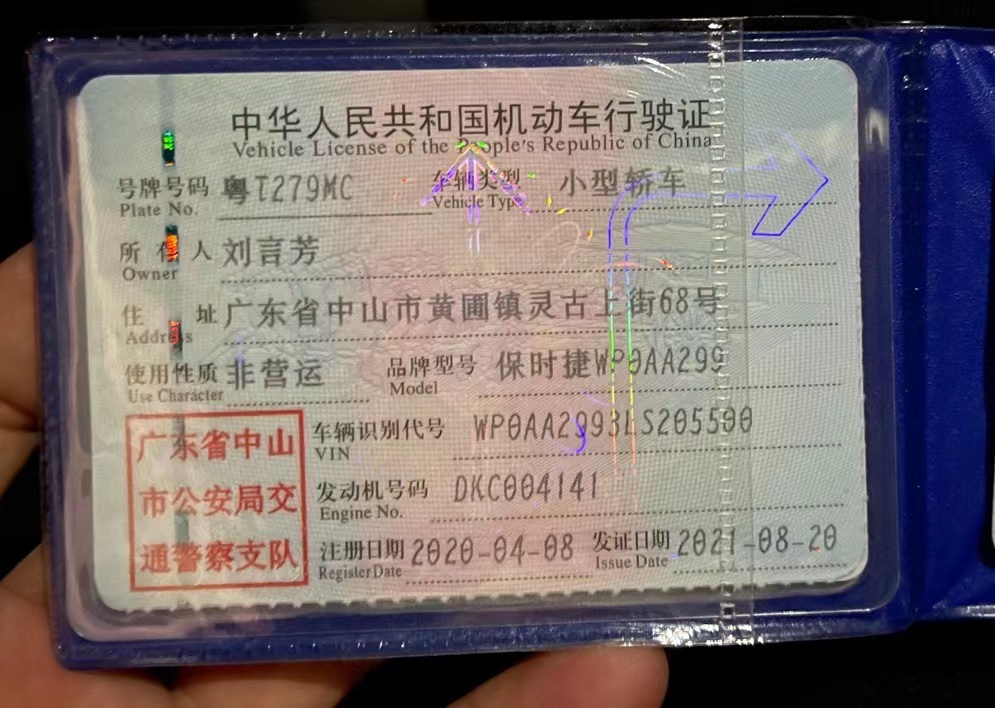 中华人民共和国机动车行驶证
Vehicle License of the People's Republic of China
号牌号码 粤T279MC 车辆类型 小型轿车
Plate No. Vehicle Type
所有人 刘言芳
Owner
住址 广东省中山市黄圃镇灵古上街68号
Address
使用性质 非营运 品牌型号 保时捷WP0AA299
Use Character Model
广东省中山
市公安局交
通警察支队
车辆识别代号 WP0AA2993LS205500
VIN
发动机号码 DKC004141
Engine No.
注册日期 2020-04-08 发证日期 2021-08-20
Register Date Issue Date